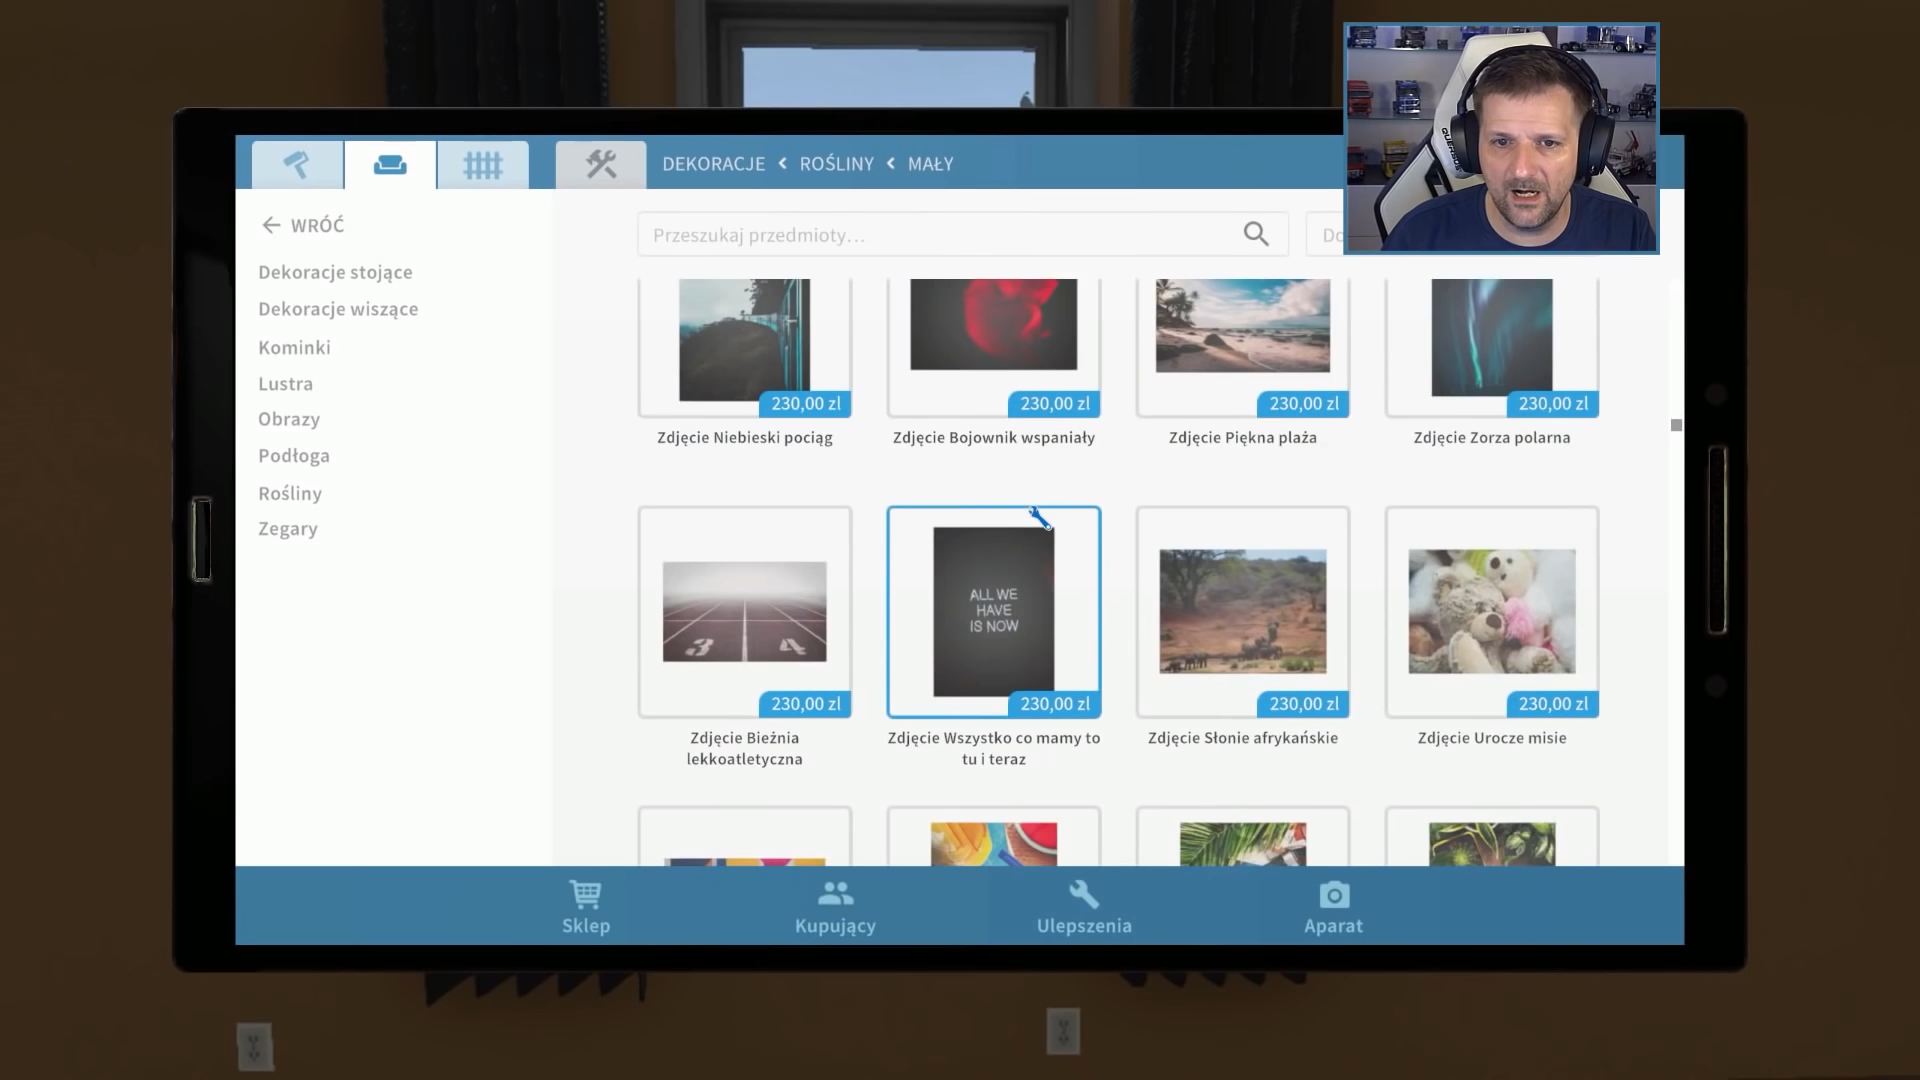 DEKORACJE < ROŚLINY < MAŁY
WRÓĆ
Dekoracje stojące
Dekoracje wiszące
Kominki
Lustra
Obrazy
Podłoga
Rośliny
Zegary
Przeszukaj przedmioty...
Do
230,00 zl
230,00 zl
230,00 zl
230,00 zl
Zdjęcie Niebieski pociąg
Zdjęcie Bojownik wspaniały
Zdjęcie Piękna plaża
Zdjęcie Zorza polarna
3 4
ALL WE
HAVE
IS NOW
230,00 zl
230,00 zl
230,00 zl
230,00 zl
Zdjęcie Bieżnia
lekkoatletyczna
Zdjęcie Wszystko co mamy to
tu i teraz
Zdjęcie Słonie afrykańskie
Zdjęcie Urocze misie
Sklep
Kupujący
Ulepszenia
Aparat